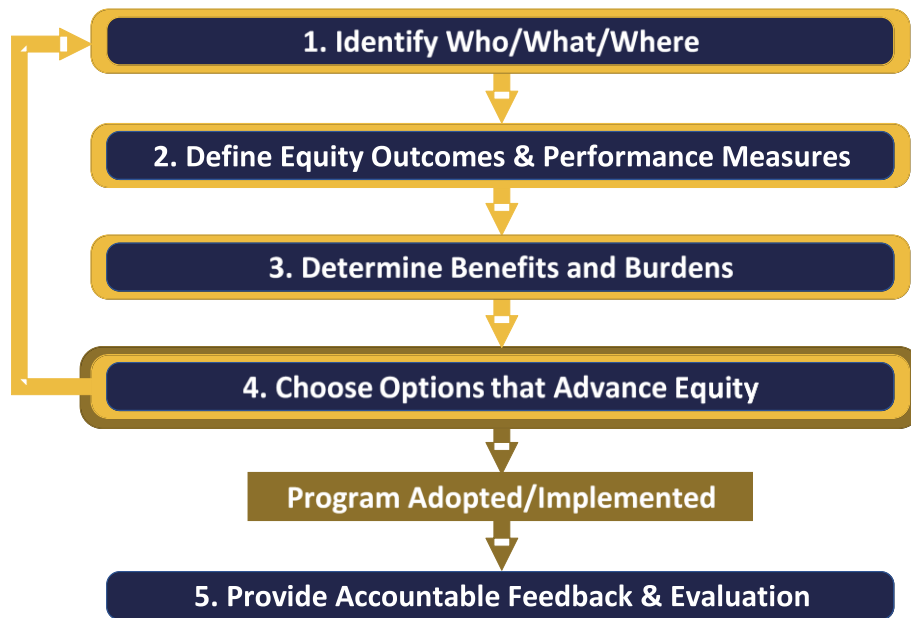 1. Identify Who/What/Where
2. Define Equity Outcomes & Performance Measures
3. Determine Benefits and Burdens
4. Choose Options that Advance Equity
Program Adopted/Implemented
5. Provide Accountable Feedback & Evaluation